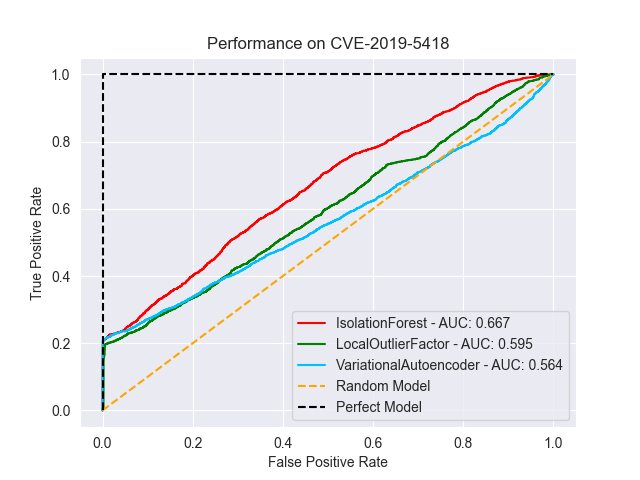 Performance on CVE-2019-5418
1.0
0.8
0.6
0.4
0.2
0.0
True Positive Rate
IsolationForest - AUC: 0.667
LocalOutlierFactor - AUC: 0.595
VariationalAutoencoder - AUC: 0.564
Random Model
Perfect Model
0.0 0.2 0.4 0.6 0.8 1.0
False Positive Rate